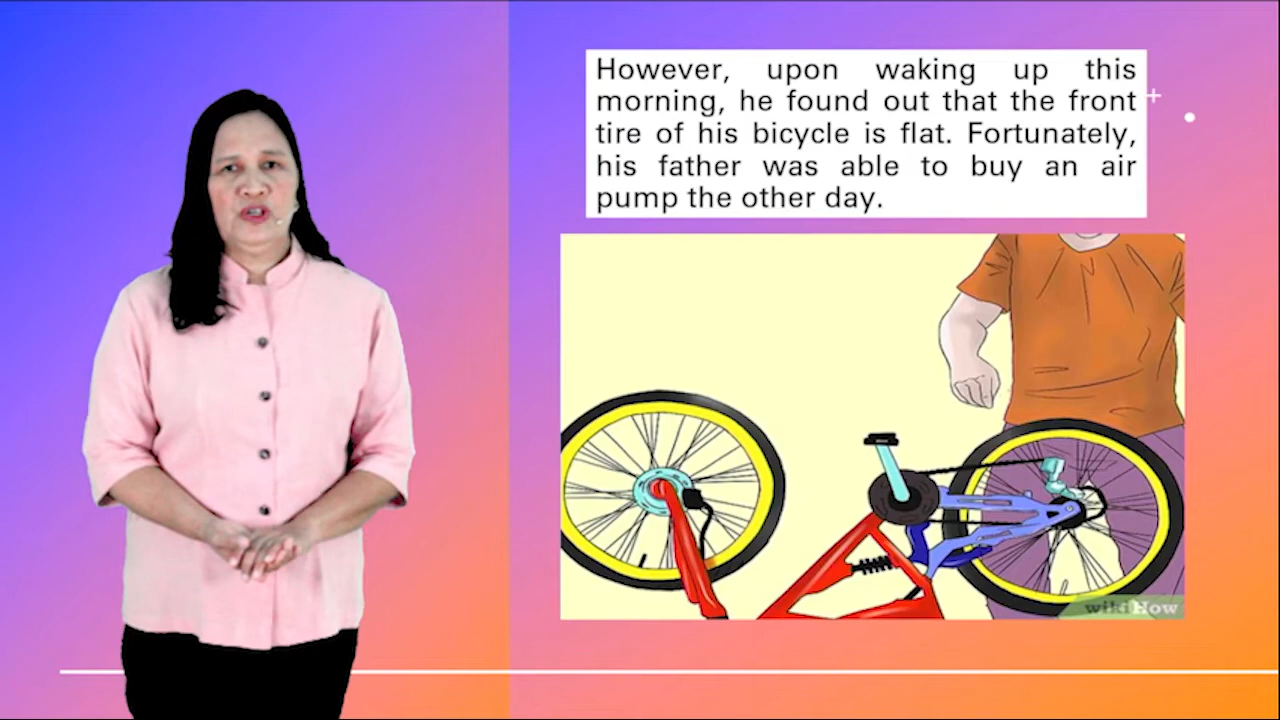 However, upon waking up this
morning, he found out that the front
tire of his bicycle is flat. Fortunately,
his father was able to buy an air
pump the other day.
wikiHow